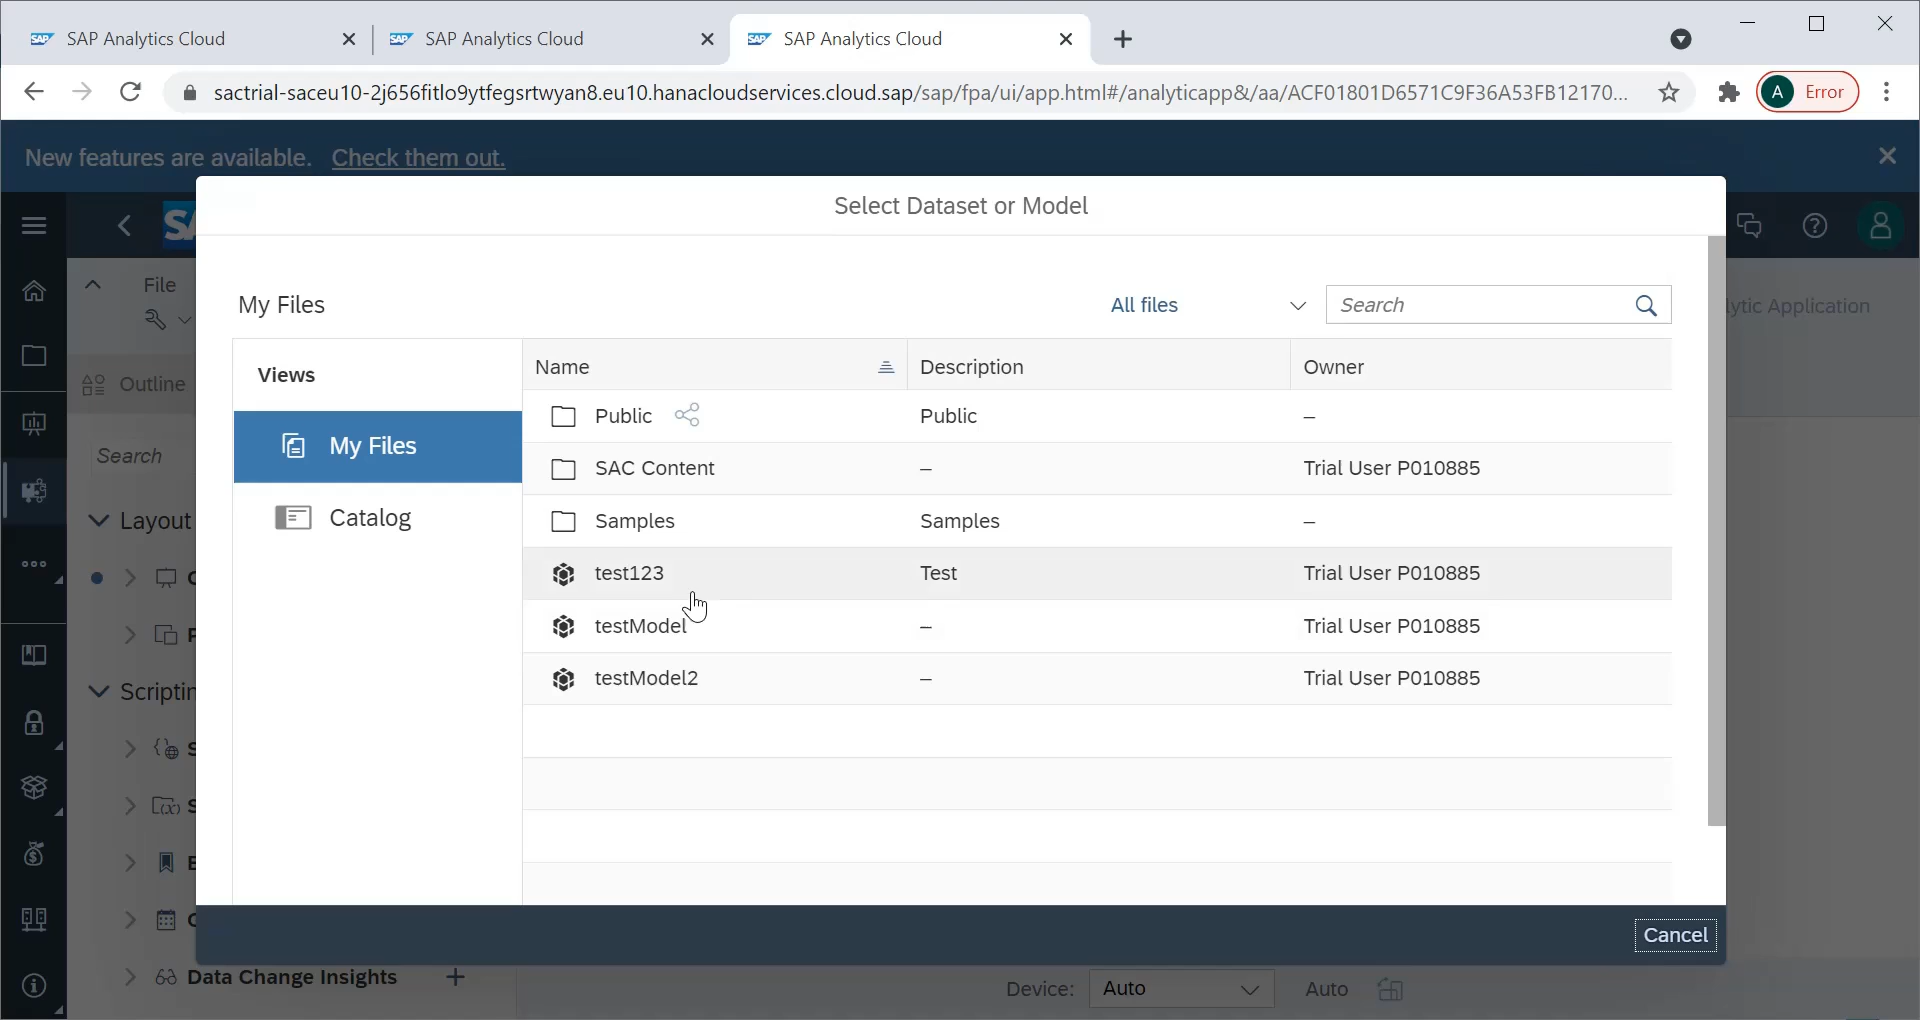 SAP Analytics Cloud
SAP Analytics Cloud
SAP Analytics Cloud
sactrial-saceu10-2j656fitlo9ytfegsrtwyan8.eu10.hanacloudservices.cloud.sap/sap/fpa/ui/app.html#/analyticapp&/aa/ACF01801D6571C9F36A53FB12170...
A Error
New features are available. Check them out.
Select Dataset or Model
File
lytic Application
My Files
All files
Search
Outline
Views
Name
Description
Owner
My Files
Public
Public
–
Search
SAC Content
–
Trial User P010885
Catalog
Samples
Samples
–
Layout
test123
Test
Trial User P010885
testModel
–
Trial User P010885
testModel2
–
Trial User P010885
Scriptin
Cancel
Data Change Insights
Device:
Auto
Auto